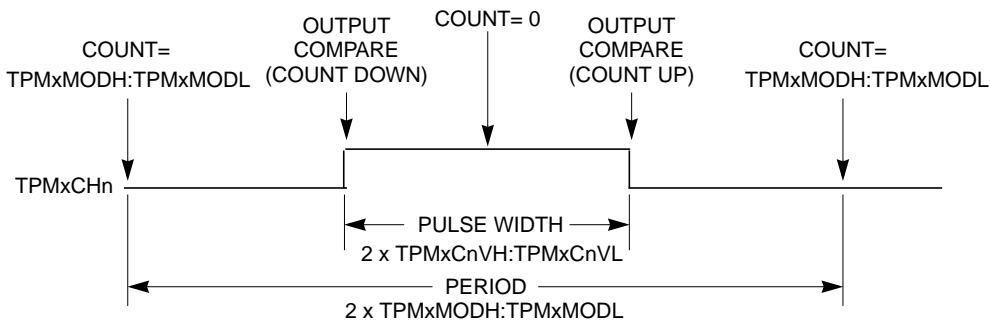 COUNT=
TPMxMODH:TPMxMODL
OUTPUT
COMPARE
(COUNT DOWN)
COUNT= 0
OUTPUT
COMPARE
(COUNT UP)
COUNT=
TPMxMODH:TPMxMODL
TPMxCHn
PULSE WIDTH
2 x TPMxCnVH:TPMxCnVL
PERIOD
2 x TPMxMODH:TPMxMODL